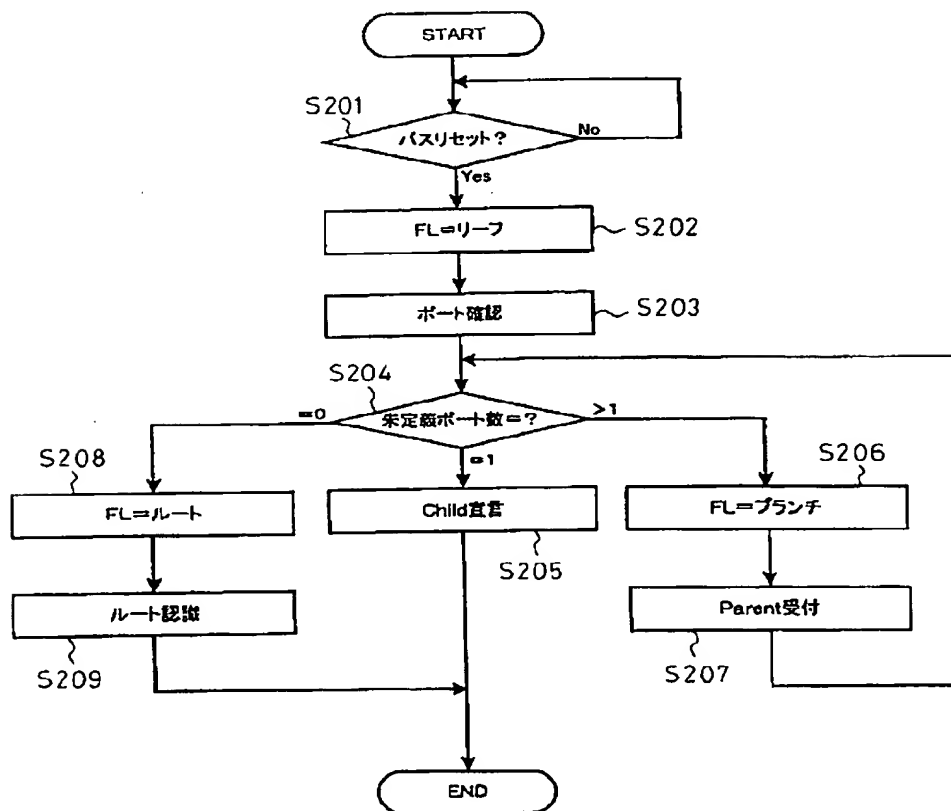 START
S201
バスリセット?
No
Yes
FL=リーフ
S202
ポート確認
S203
S204
未定義ポート数=?
=0
=1
>1
S208
FL=ルート
Child宣言
S205
S206
FL=ブランチ
ルート認識
S209
Parent受付
S207
END